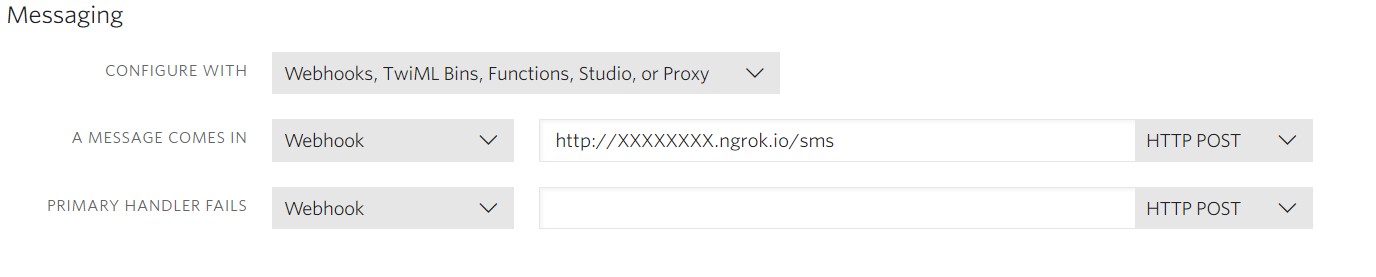 Messaging
CONFIGURE WITH Webhooks, TwiML Bins, Functions, Studio, or Proxy
A MESSAGE COMES IN Webhook http://XXXXXXXX.ngrok.io/sms HTTP POST
PRIMARY HANDLER FAILS Webhook HTTP POST